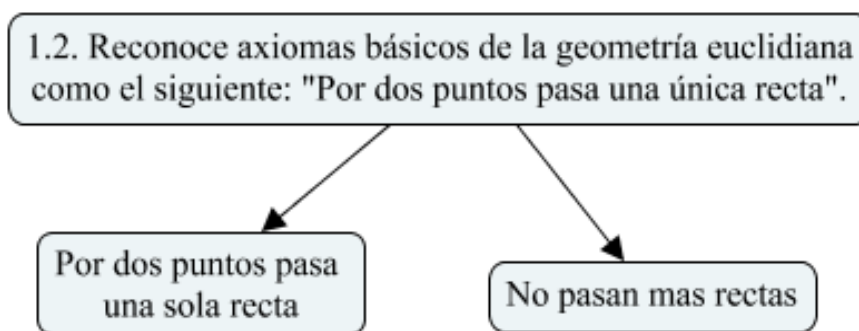 1.2. Reconoce axiomas básicos de la geometría euclidiana
como el siguiente: "Por dos puntos pasa una única recta".
Por dos puntos pasa
una sola recta
No pasan mas rectas